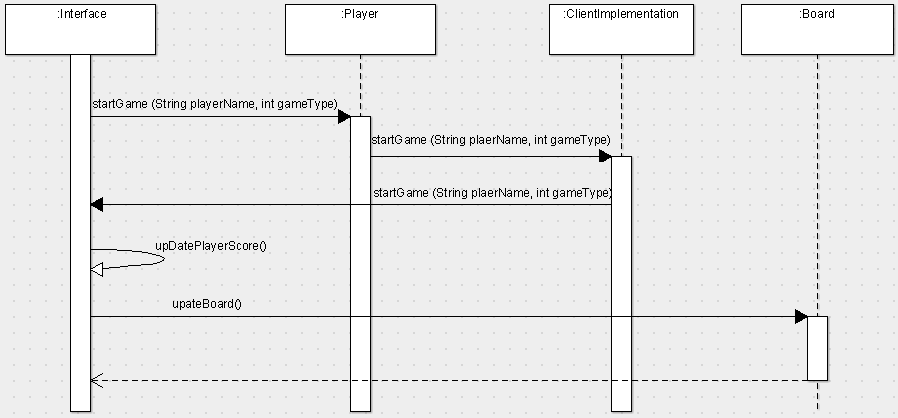 :Interface
:Player
:ClientImplementation
:Board
startGame (String playerName, int gameType)
startGame (String plaerName, int gameType)
startGame (String plaerName, int gameType)
upDatePlayerScore()
upateBoard()